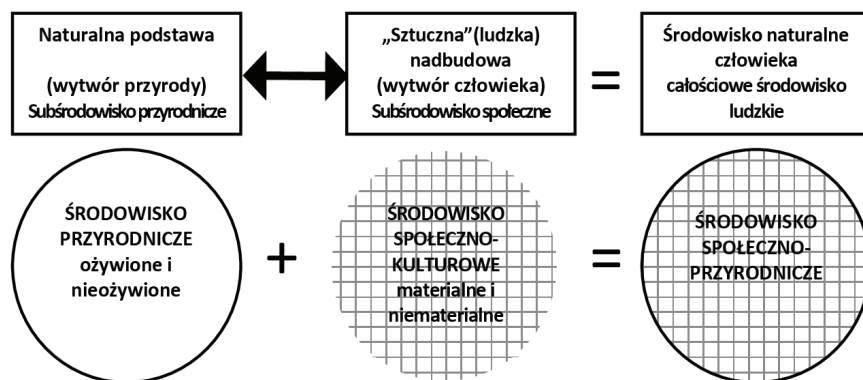 Naturalna podstawa
(wytwór przyrody)
Subśrodowisko przyrodnicze
„Sztuczna”(ludzka)
nadbudowa
(wytwór człowieka)
Subśrodowisko społeczne
=
Środowisko naturalne
człowieka
całościowe środowisko
ludzkie
ŚRODOWISKO
PRZYRODNICZE
ożywione i
nieożywione
+
ŚRODOWISKO
SPOŁECZNO-
KULTUROWE
materialne i
niematerialne
=
ŚRODOWISKO
SPOŁECZNO-
PRZYRODNICZE